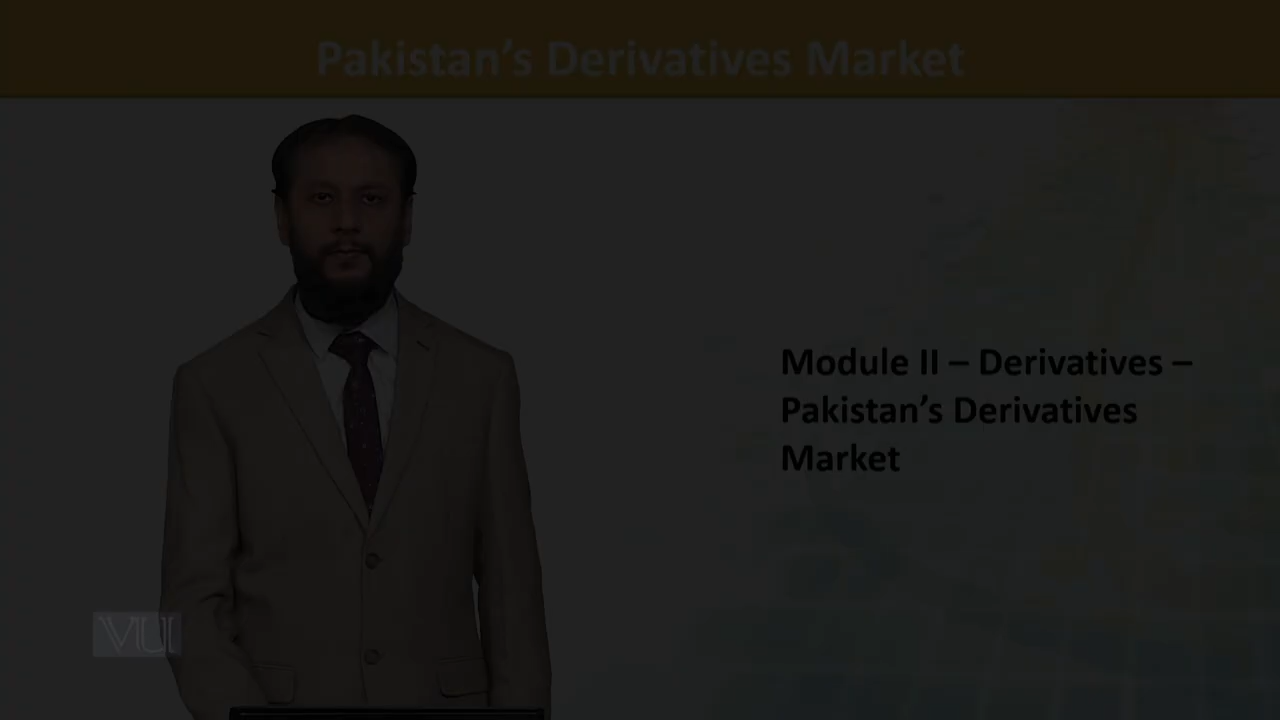 Pakistan’s Derivatives Market
Module II – Derivatives –
Pakistan’s Derivatives
Market
VU